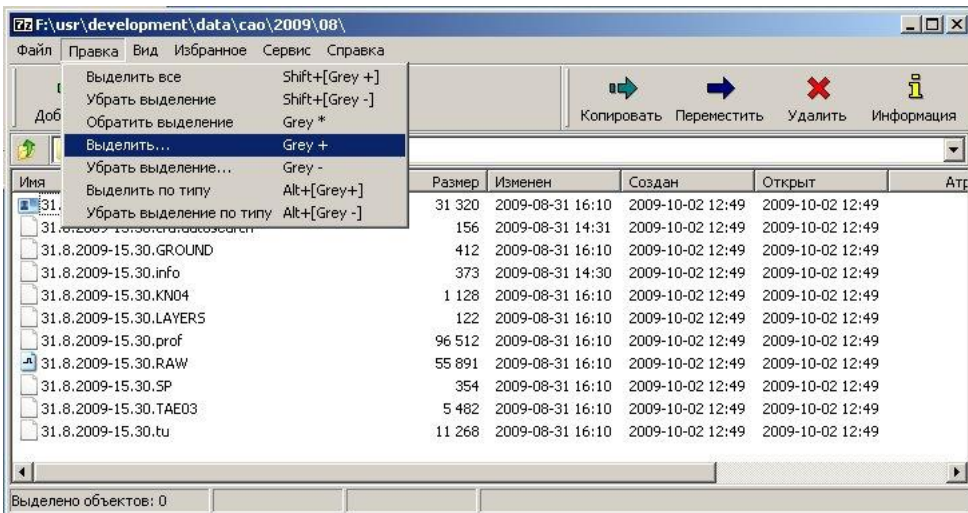 F:\usr\development\data\cao\2009\08\
Файл Правка Вид Избранное Сервис Справка
Выделить все Shift+[Grey +]
Убрать выделение Shift+[Grey -]
Обратить выделение Grey *
Выделить... Grey +
Убрать выделение... Grey -
Выделить по типу Alt+[Grey+]
Убрать выделение по типу Alt+[Grey -]
Доб
Копировать Переместить Удалить Информация
Имя Размер Изменен Создан Открыт Атр
31. 31 320 2009-08-31 16:10 2009-10-02 12:49 2009-10-02 12:49
156 2009-08-31 14:31 2009-10-02 12:49 2009-10-02 12:49
31.8.2009-15.30.GROUND 412 2009-08-31 16:10 2009-10-02 12:49 2009-10-02 12:49
31.8.2009-15.30.info 373 2009-08-31 14:30 2009-10-02 12:49 2009-10-02 12:49
31.8.2009-15.30.KN04 1 128 2009-08-31 16:10 2009-10-02 12:49 2009-10-02 12:49
31.8.2009-15.30.LAYERS 122 2009-08-31 16:10 2009-10-02 12:49 2009-10-02 12:49
31.8.2009-15.30.prof 96 512 2009-08-31 16:10 2009-10-02 12:49 2009-10-02 12:49
31.8.2009-15.30.RAW 55 891 2009-08-31 16:10 2009-10-02 12:49 2009-10-02 12:49
31.8.2009-15.30.SP 354 2009-08-31 16:10 2009-10-02 12:49 2009-10-02 12:49
31.8.2009-15.30.TAE03 5 482 2009-08-31 16:10 2009-10-02 12:49 2009-10-02 12:49
31.8.2009-15.30.tu 11 268 2009-08-31 16:10 2009-10-02 12:49 2009-10-02 12:49
Выделено объектов: 0